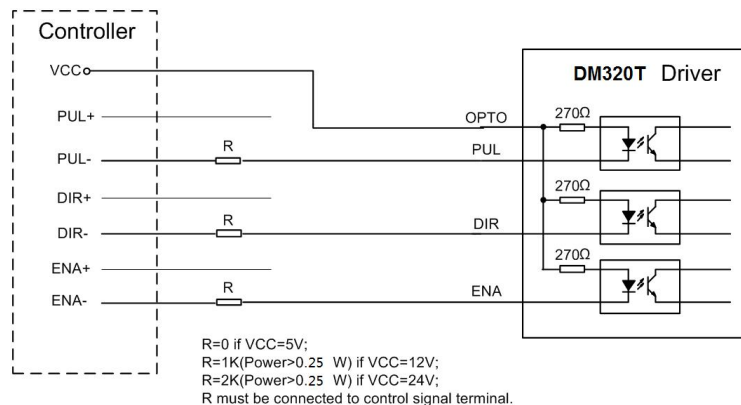 Controller
VCC
DM320T Driver
PUL+
OPTO
270Ω
PUL-
R
PUL
270Ω
DIR+
DIR-
R
DIR
270Ω
ENA+
ENA-
R
ENA
R=0 if VCC=5V;
R=1K(Power>0.25 W) if VCC=12V;
R=2K(Power>0.25 W) if VCC=24V;
R must be connected to control signal terminal.